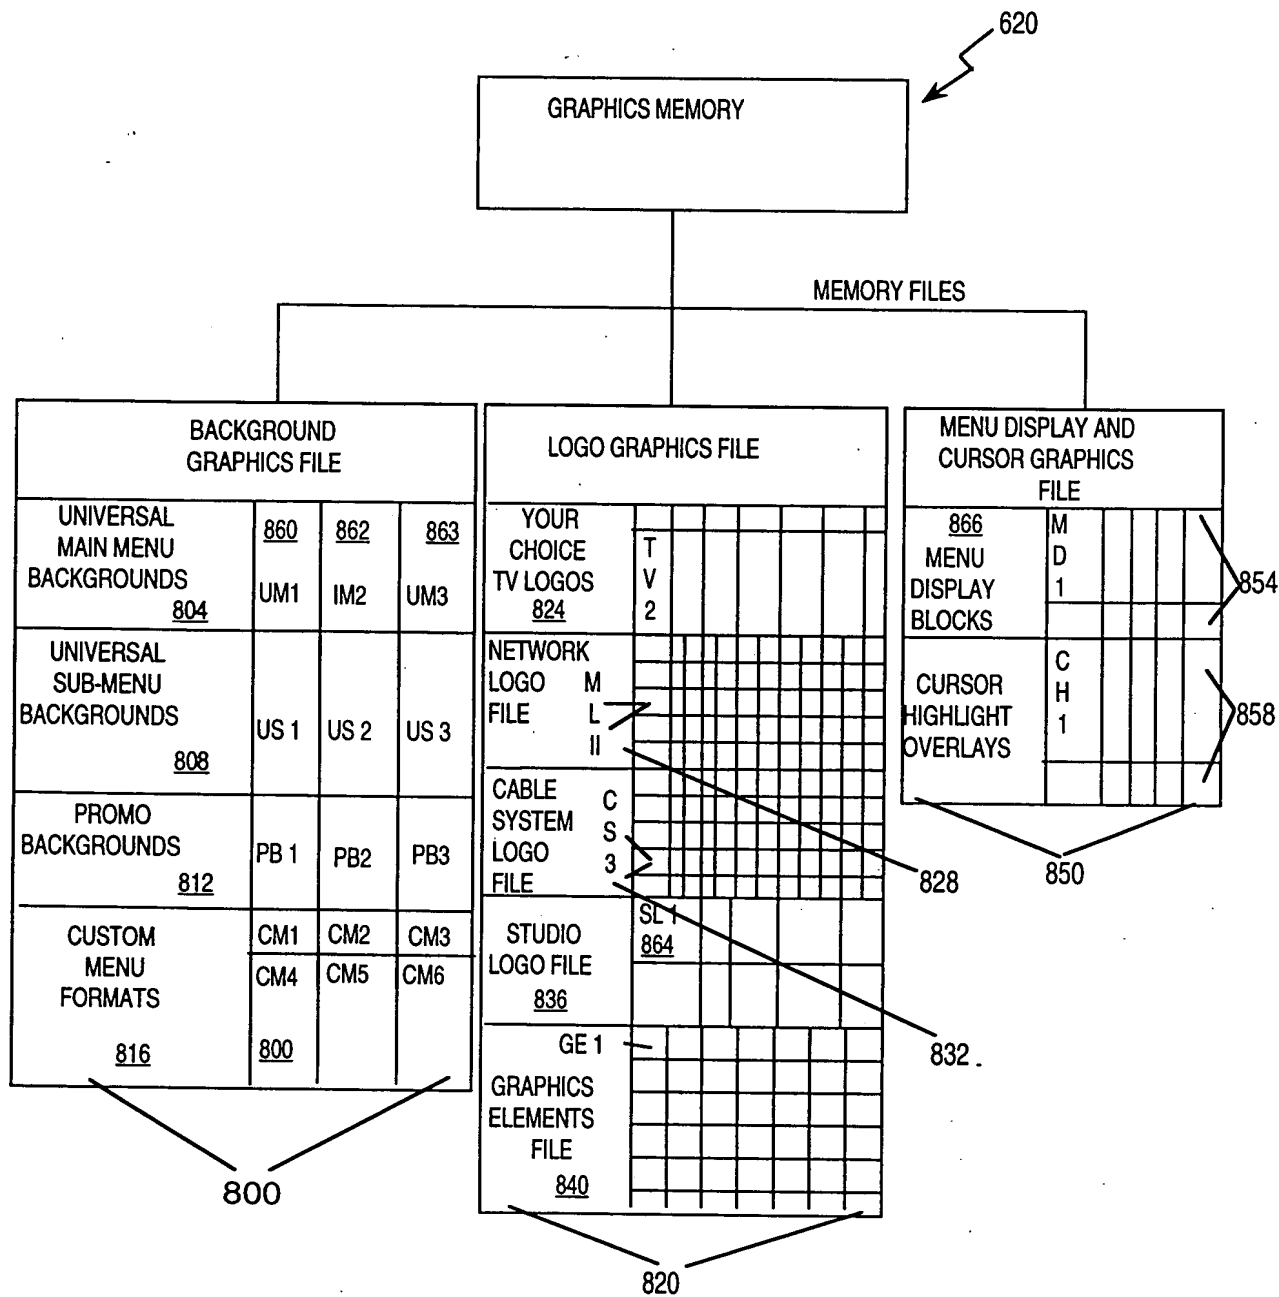 620
GRAPHICS MEMORY
MEMORY FILES
BACKGROUND
GRAPHICS FILE
UNIVERSAL
MAIN MENU
BACKGROUNDS
804
860
862
863
UM1
IM2
UM3
UNIVERSAL
SUB-MENU
BACKGROUNDS
808
US 1
US 2
US 3
PROMO
BACKGROUNDS
812
PB 1
PB2
PB3
CUSTOM
MENU
FORMATS
816
CM1
CM2
CM3
CM4
CM5
CM6
800
800
LOGO GRAPHICS FILE
YOUR
CHOICE
TV LOGOS
824
T
V
2
NETWORK
LOGO M
FILE L
II
CABLE
SYSTEM
LOGO
FILE
C
S
3
STUDIO
LOGO FILE
836
SL 1
864
GE 1
GRAPHICS
ELEMENTS
FILE
840
820
828
832
MENU DISPLAY AND
CURSOR GRAPHICS
FILE
866
MENU
DISPLAY
BLOCKS
M
D
1
854
CURSOR
HIGHLIGHT
OVERLAYS
C
H
1
858
850